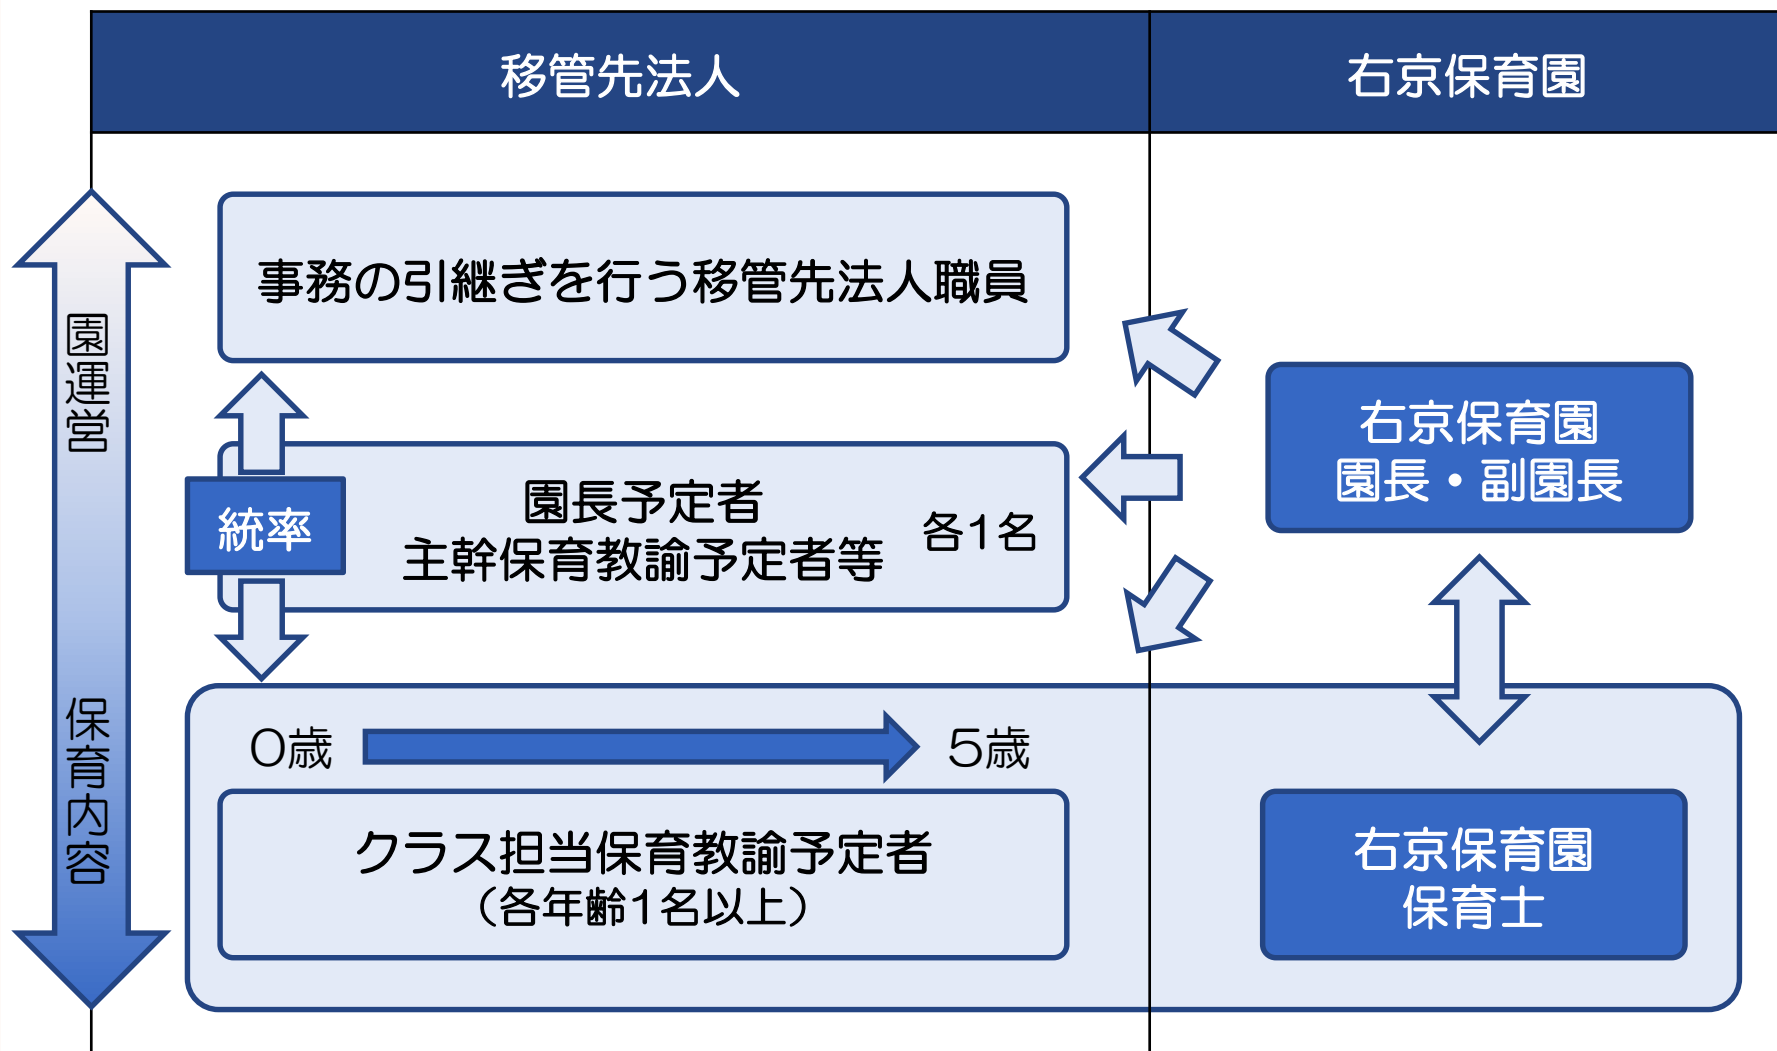 移管先法人
右京保育園
事務の引継ぎを行う移管先法人職員
園運営
統率
園長予定者
主幹保育教諭予定者等
各1名
右京保育園
園長・副園長
保育内容
0歳
5歳
クラス担当保育教諭予定者
（各年齢1名以上）
右京保育園
保育士